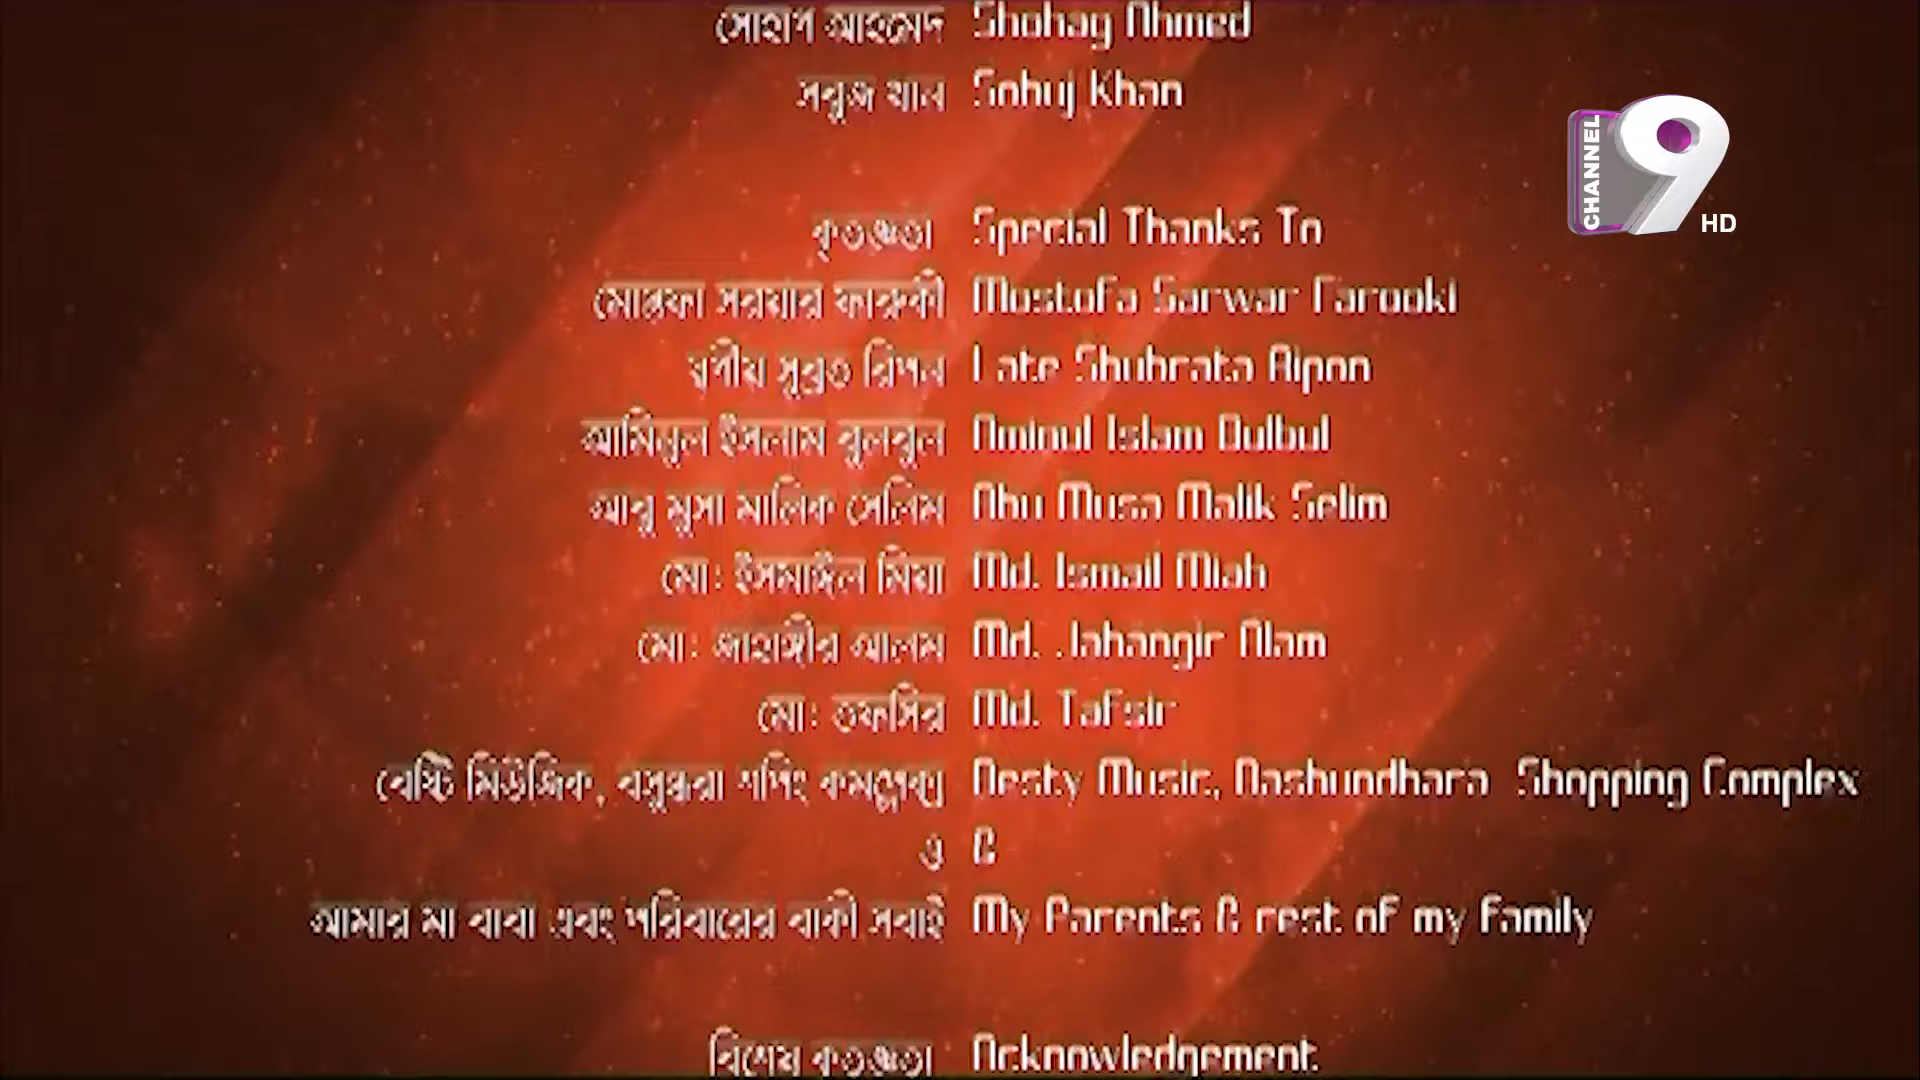 সোহাগ আহমেদ Shohag Ahmed
সবুজ খান Sobuj Khan
কৃতজ্ঞতা Special Thanks To
মোস্তফা সরয়ার ফারুকী Mostofa Sarwar Farooki
স্বর্গীয় সুব্রত রিপন Late Shubrata Ripon
আমিনুল ইসলাম বুলবুল Aminul Islam Bulbul
আবু মুসা মালিক সেলিম Abu Musa Malik Selim
মো: ইসমাঈল মিয়া Md. Ismail Miah
মো: জাহাঙ্গীর আলম Md. Jahangir Alam
মো: তফসির Md. Tafsir
বেষ্ট মিউজিক, বসুন্ধরা শপিং কমপ্লেক্স Besty Music, Bashundhara Shopping Complex
ও &
আমার মা বাবা এবং পরিবারের বাকী সবাই My Parents & rest of my family
বিশেষ কৃতজ্ঞতা Acknowledgement
CHANNEL 9 HD